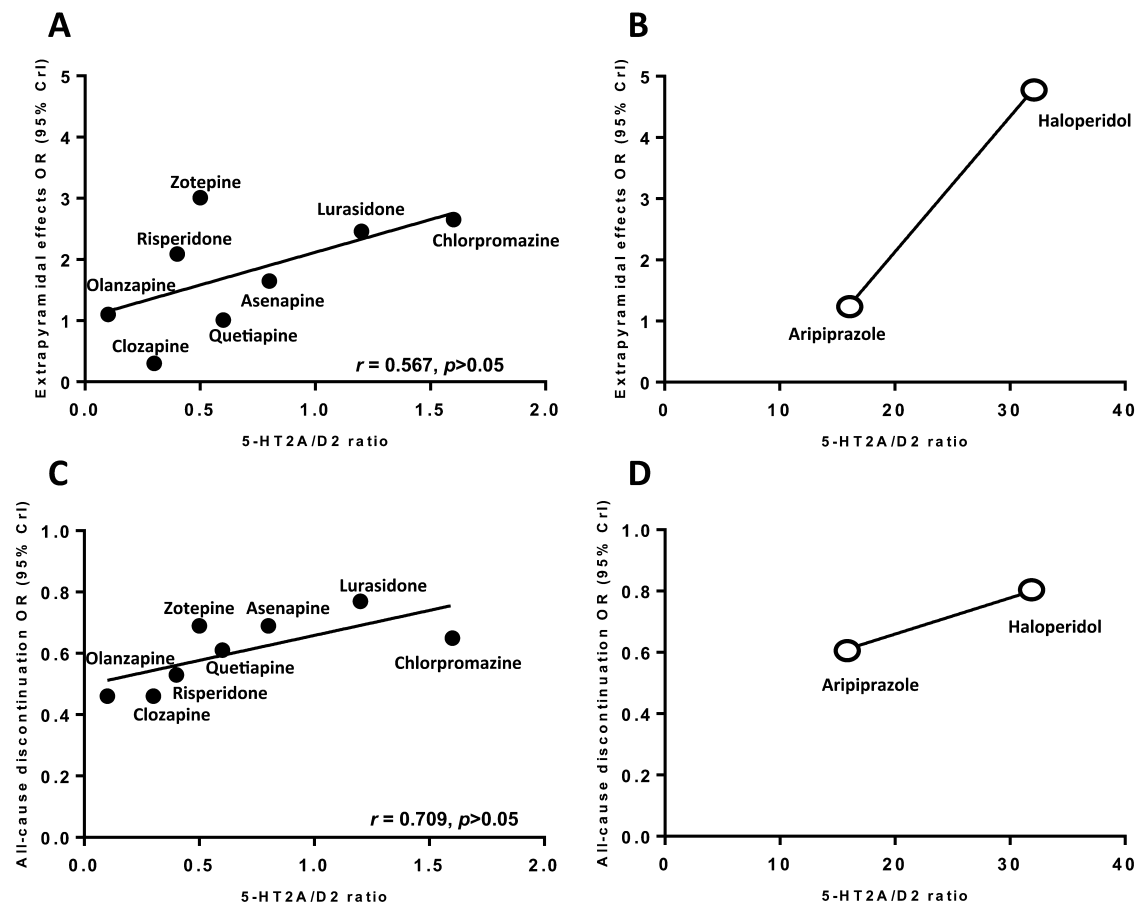 A
Extrapyramidal effects OR (95% CrI)
5
4
3
2
1
0
Zotepine
Lurasidone
Risperidone
Chlorpromazine
Olanzapine
Asenapine
Quetiapine
Clozapine
r = 0.567, p>0.05
0.0 0.5 1.0 1.5 2.0
5-HT2A/D2 ratio
B
Extrapyramidal effects OR (95% CrI)
5
4
3
2
1
0
Haloperidol
Aripiprazole
0 10 20 30 40
5-HT2A/D2 ratio
C
All-cause discontinuation OR (95% CrI)
1.0
0.8
0.6
0.4
0.2
0.0
Lurasidone
Zotepine Asenapine
Olanzapine
Quetiapine
Chlorpromazine
Risperidone
Clozapine
r = 0.709, p>0.05
0.0 0.5 1.0 1.5 2.0
5-HT2A/D2 ratio
D
All-cause discontinuation OR (95% CrI)
1.0
0.8
0.6
0.4
0.2
0.0
Haloperidol
Aripiprazole
0 10 20 30 40
5-HT2A/D2 ratio